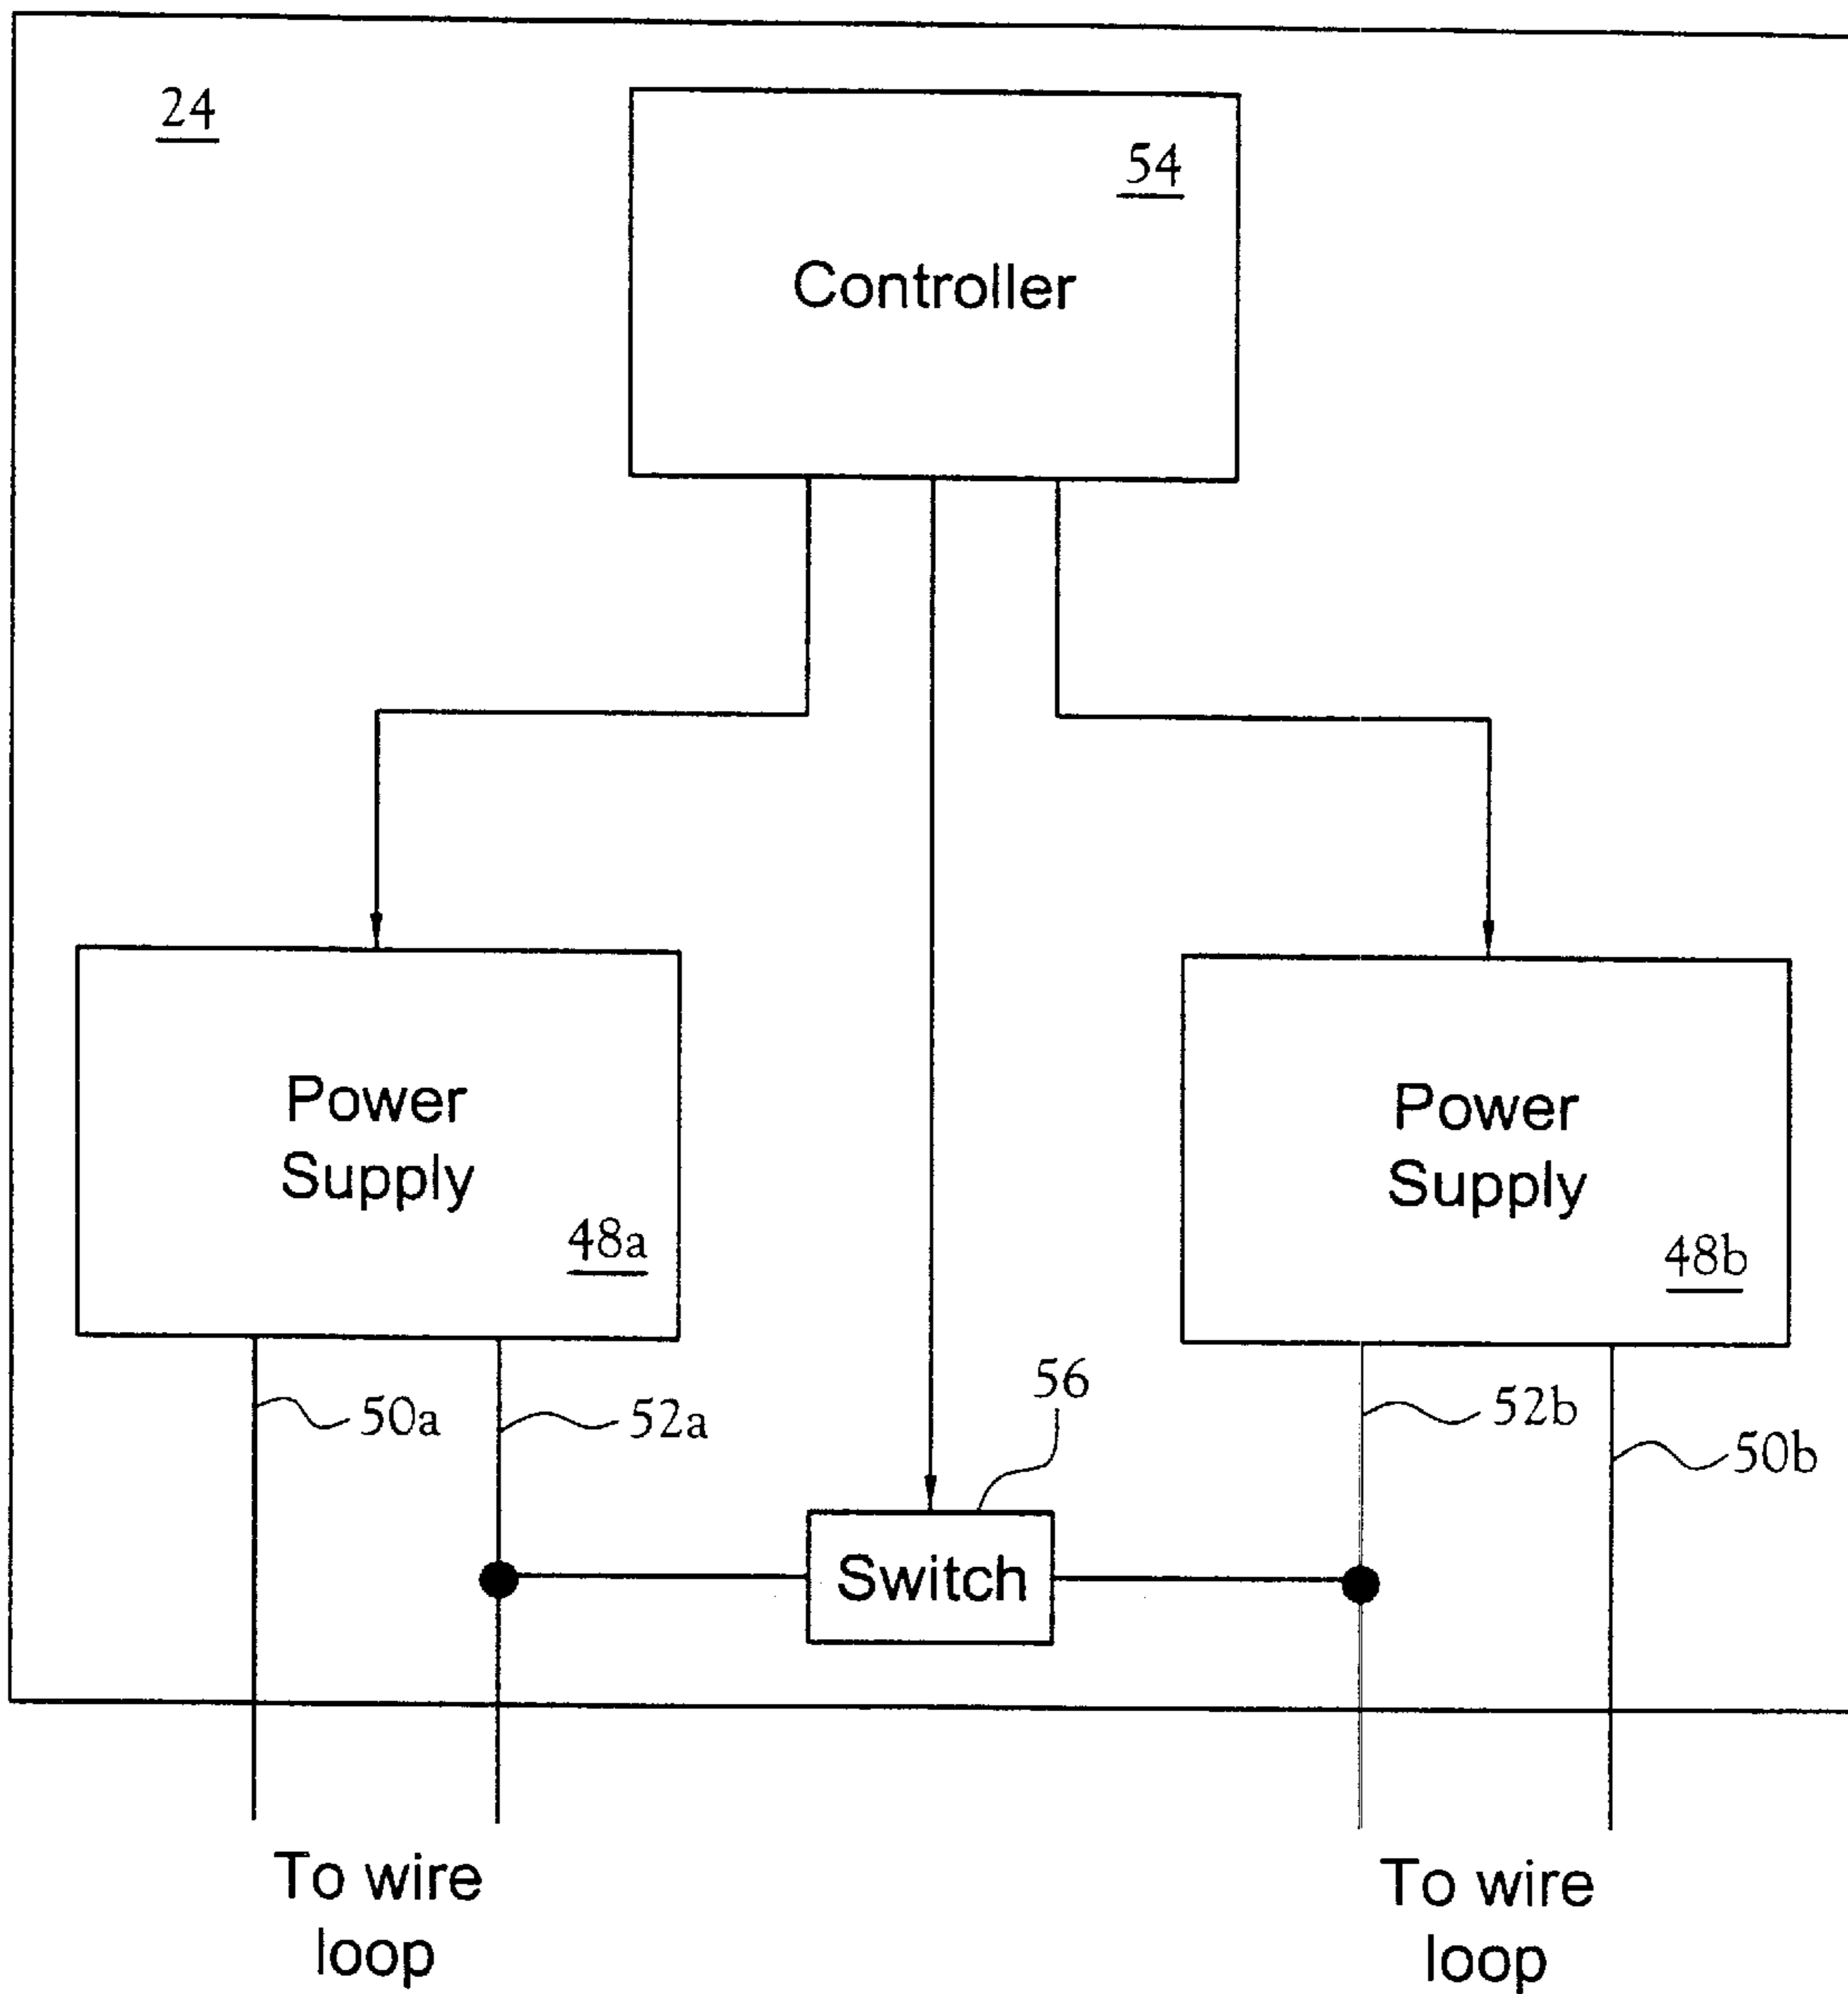 24
54
Controller
Power
Supply
48a
Power
Supply
48b
50a
52a
56
52b
50b
Switch
To wire
loop
To wire
loop